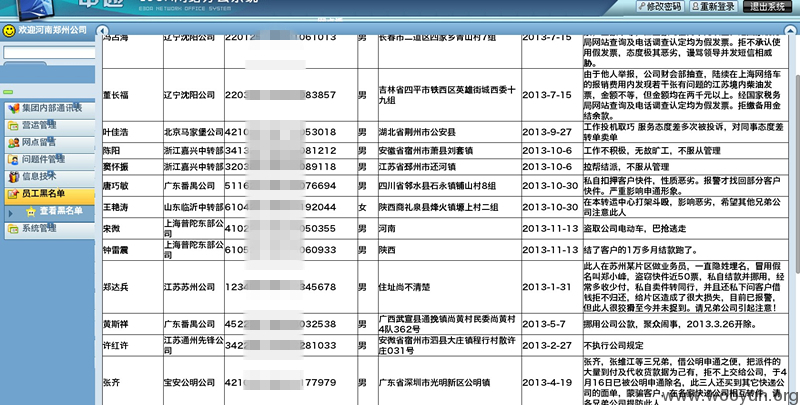 申通
EDON NETWORK OFFICE SYSTEM
修改密码 重新登录 退出系统
欢迎河南郑州公司
集团内部通讯表
营运管理
网点留言
问题件管理
信息技术
员工黑名单
查看黑名单
系统管理
冯占海 辽宁沈阳公司 2201 061013 男 长春市二道区四家乡青山村7组 2013-7-15
局网站查询及电话调查认定均为假发票。拒不承认使
用假发票，态度极其恶劣，谩骂领导并发短信相威
胁。
董长福 辽宁沈阳公司 2203 83857 男 吉林省四平市铁西区英雄街城西委十
九组 2013-7-15
由于他人举报，公司财会部抽查，陆续在上海网络车
的报销费用内发现若干张有问题的江苏境内柴油发
票，金额不等，但金额均在两千元以上。经国家税务
局网站查询及电话调查认定均为假发票。拒缴备用金
结余款。
叶佳浩 北京马家堡公司 4210 053018 男 湖北省荆州市公安县 2013-9-27
工作投机取巧 服务态度差多次被投诉，对同事态度差
转单卖单
陈阳 浙江嘉兴中转部 3413 081212 男 安徽省宿州市萧县刘套镇 2013-10-6 工作不积极，无故旷工，不服从管理
窦怀振 浙江嘉兴中转部 3203 089118 男 江苏省邳州市还河镇 2013-10-6 拉帮结派，不服从管理
唐巧敏 广东番禺公司 5116 076694 男 四川省邻水县石永镇铺山村8组 2013-10-30
私自扣押客户快件，性质恶劣。报警才找回部分客户
快件。严重影响申通形象。
王艳涛 山东临沂中转部 6104 192044 女 陕西商礼泉县烽火镇堰上村二组 2013-10-30
在本转运中心打架斗殴，影响恶劣，希望其他兄弟公
司注意此人
宋微 上海普陀东部公
司 4102 050355 男 河南 2013-11-13 盗取公司电动车，巴抢逃走
钟雷震 上海普陀东部公
司 6105 060933 男 陕西 2013-11-13 结了客户的1万多月结款跑了。
郑达兵 江苏苏州公司 1234 345678 男 住址尚不清楚 2013-1-31
此人在苏州某片区做业务员，一直隐姓埋名，冒用假
名叫郑小峰，盗窃快件近50票，私自结款并挪用，经
常多收少付，私自卖件转同行，并且还私下问客户借
钱拒不归还，给片区造成了很大损失，目前已报警，
但此人很狡猾至今并未捉到。请兄弟公司引起注意！
黄斯祥 广东番禺公司 4522 032538 男 广西武宣县通挽镇尚黄村民委尚黄村
4队362号 2013-5-7 挪用公司公款，聚众闹事，2013.3.26开除。
许红许 江苏通州先锋公
司 3422 281033 男 安徽省宿州市泗县大庄镇程行村散许
庄031号 2013-2-27 不执行公司规定
张齐 宝安公明公司 4210 177979 男 广东省深圳市光明新区公明镇 2013-4-19
张齐，张维江等三兄弟，借公明申通之便，把派件的
大量到付及代收货款据为己有，拒不上交给公司，于4
月16日已被公明申通除名，此三人还买到其它快递公
司的面单，蒙骗客户，在各家快递公司相互转件，请
各兄弟公司提防此人
www.wooyun.org